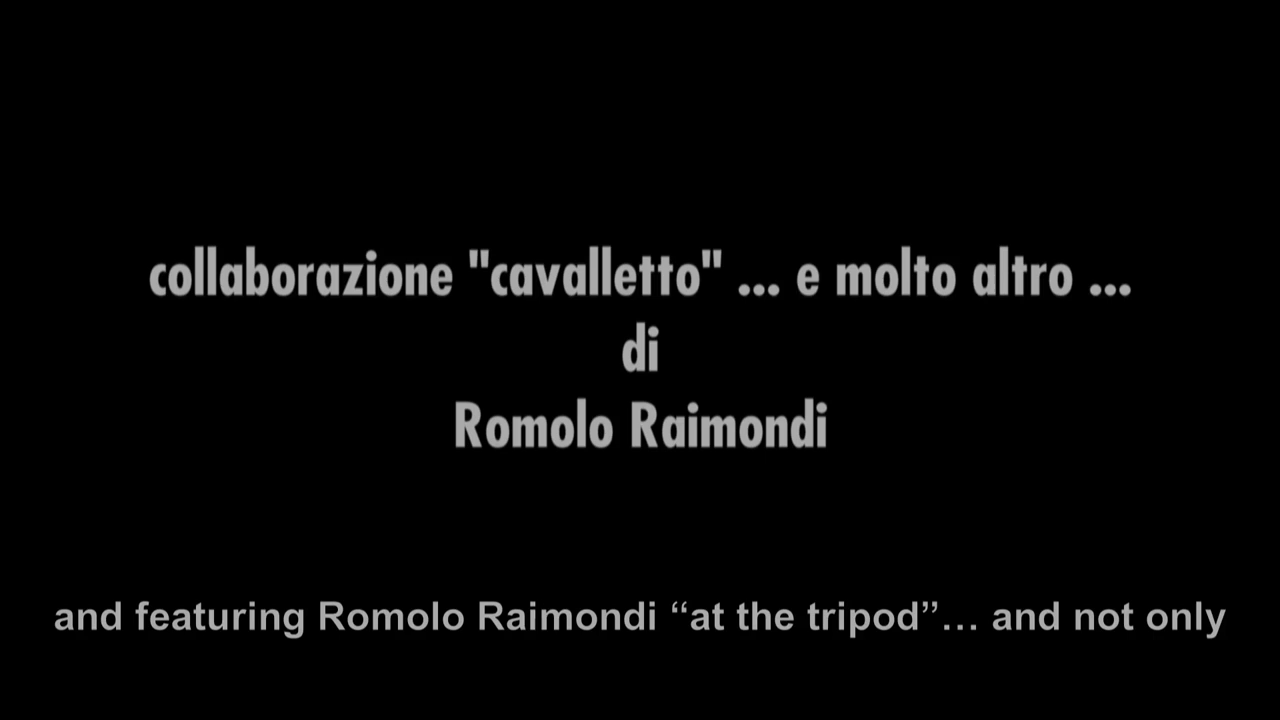 collaborazione "cavalletto" ... e molto altro ...
di
Romolo Raimondi
and featuring Romolo Raimondi “at the tripod”… and not only